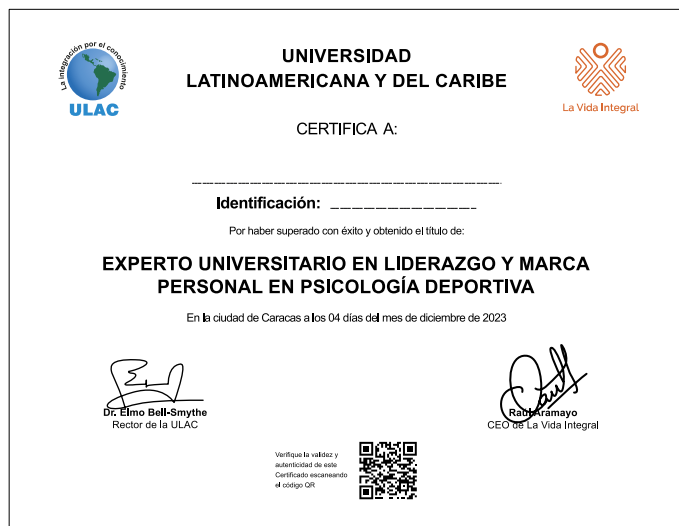 La integración por el conocimiento
ULAC
UNIVERSIDAD
LATINOAMERICANA Y DEL CARIBE
La Vida Integral
CERTIFICA A:
Identificación:
Por haber superado con éxito y obtenido el título de:
EXPERTO UNIVERSITARIO EN LIDERAZGO Y MARCA
PERSONAL EN PSICOLOGÍA DEPORTIVA
En la ciudad de Caracas a los 04 días del mes de diciembre de 2023
Dr. Elmo Bell-Smythe
Rector de la ULAC
Raul Aramayo
CEO de La Vida Integral
Verifique la validez y
autenticidad de este
Certificado escaneando
el código QR